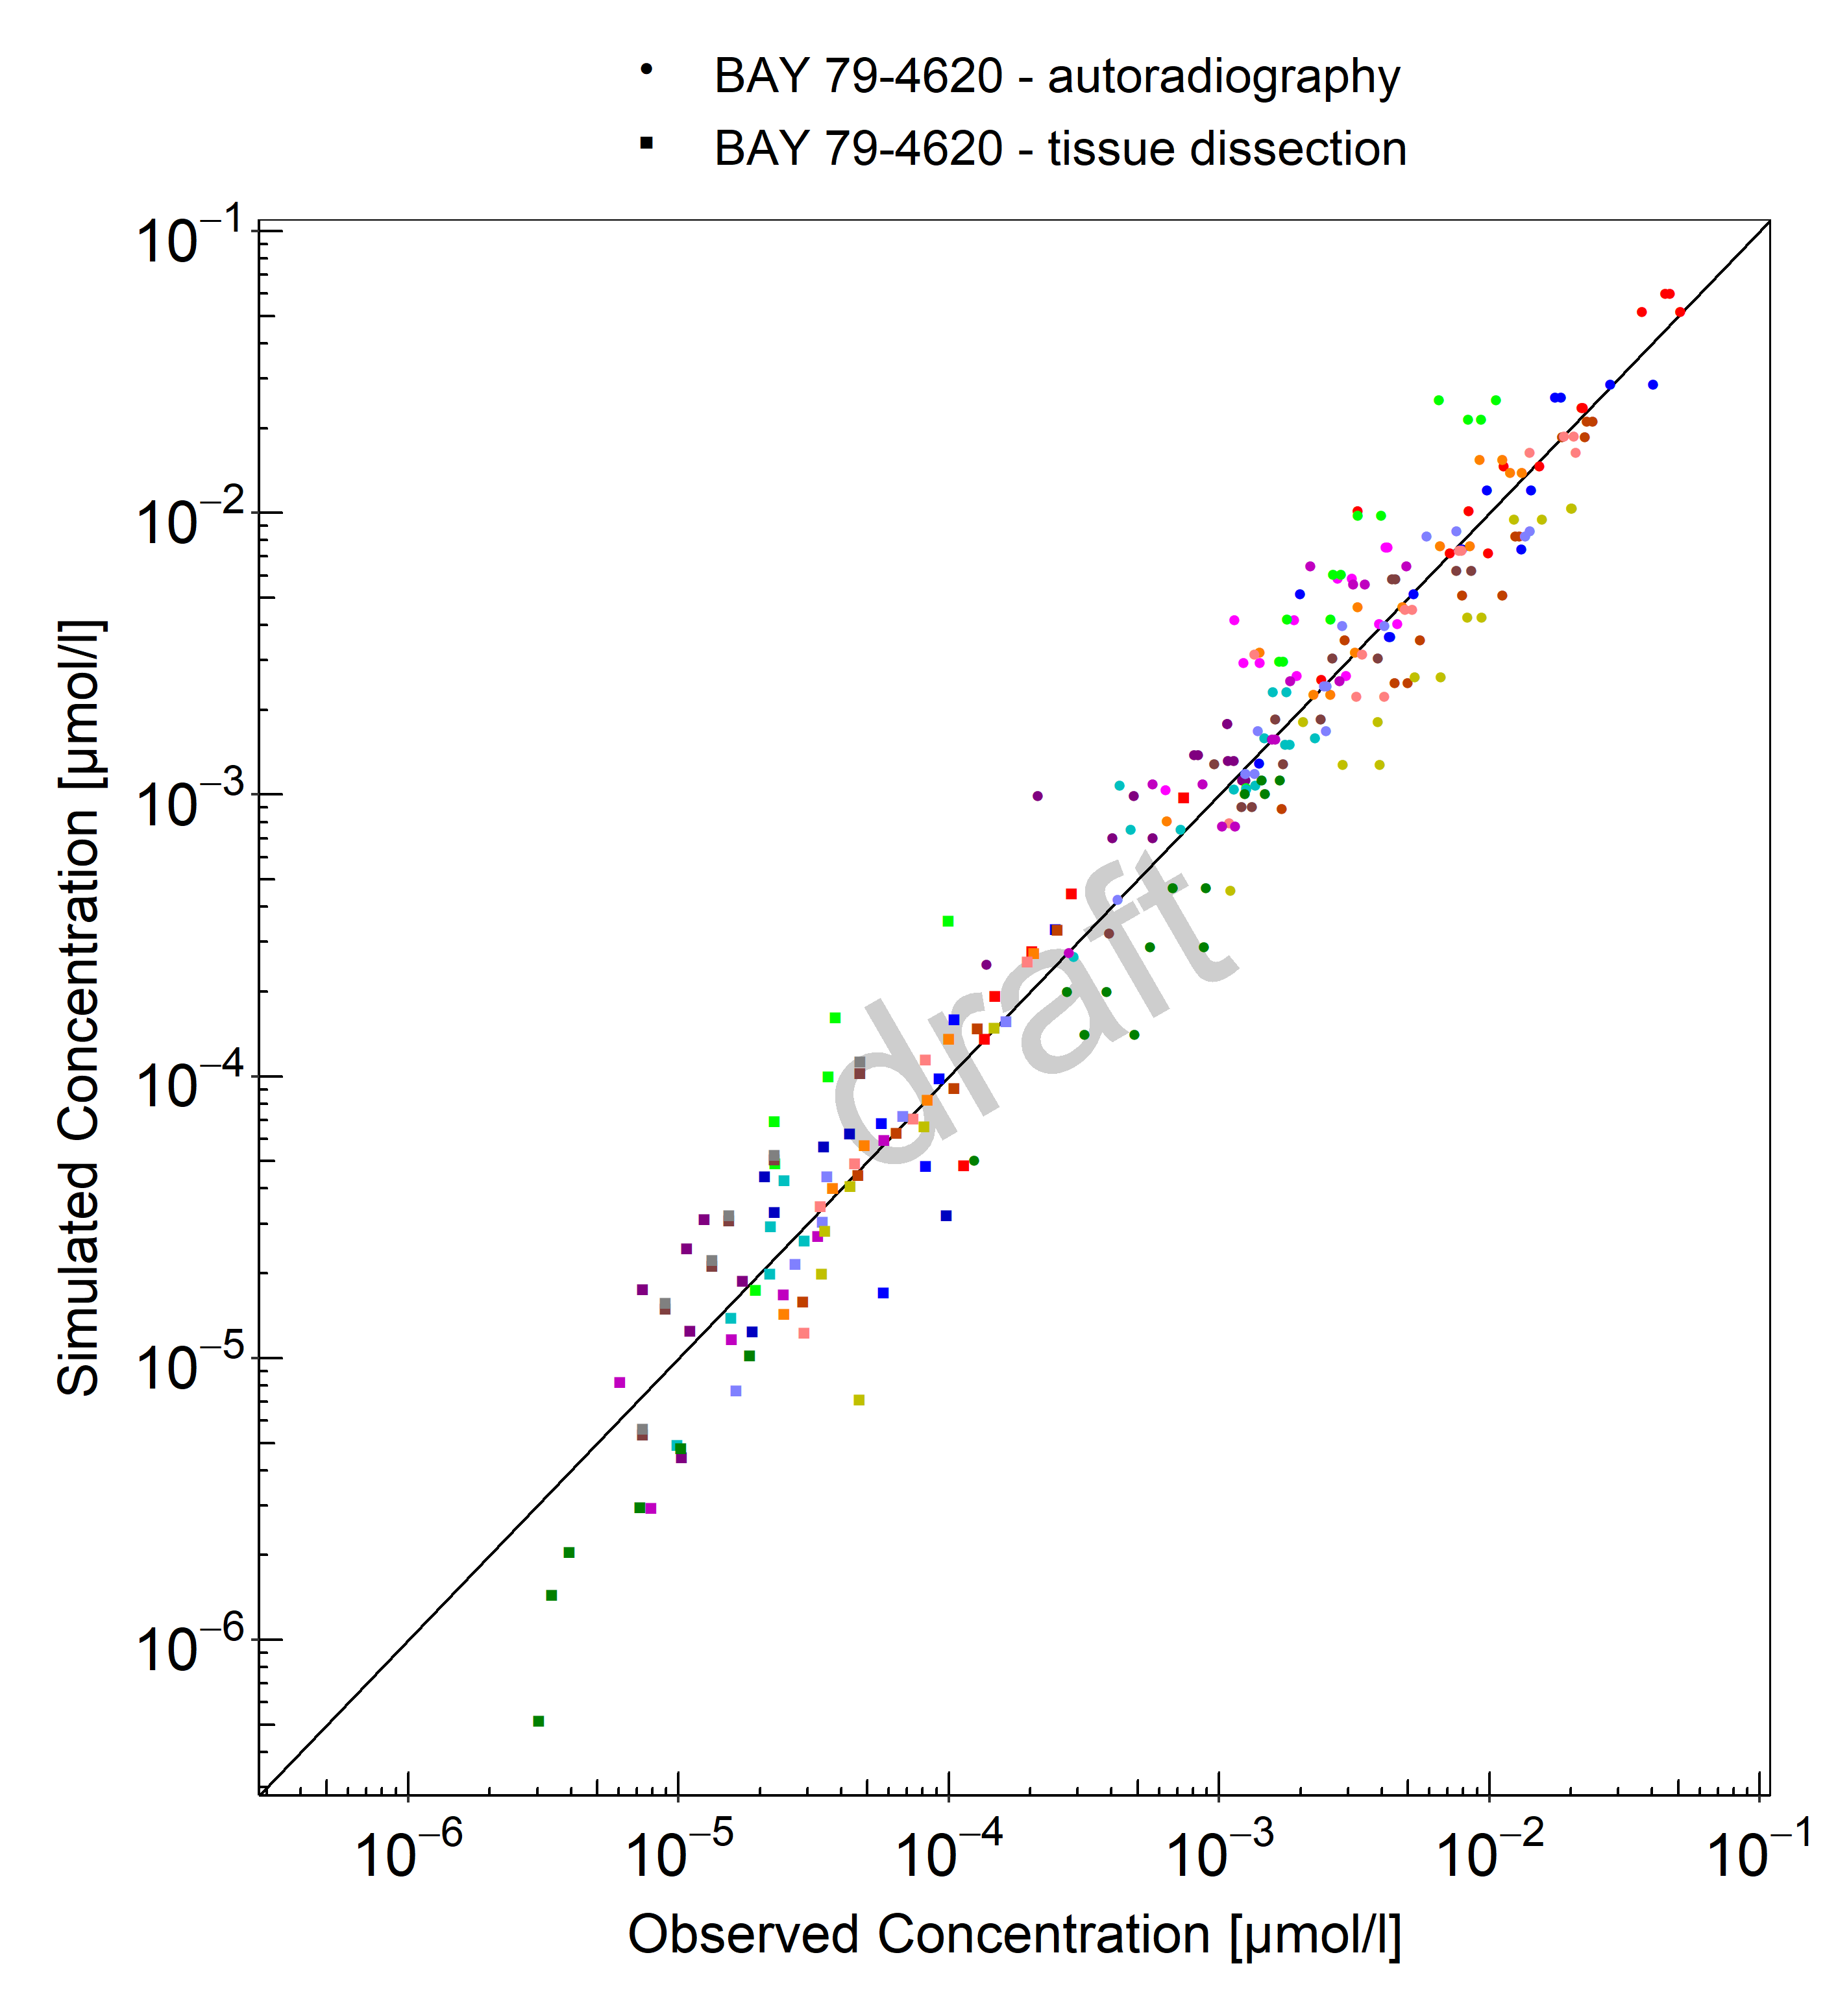 BAY 79-4620 - autoradiography
BAY 79-4620 - tissue dissection
10⁻¹
10⁻²
10⁻³
10⁻⁴
10⁻⁵
10⁻⁶
Simulated Concentration [µmol/l]
draft
10⁻⁶ 10⁻⁵ 10⁻⁴ 10⁻³ 10⁻² 10⁻¹
Observed Concentration [µmol/l]